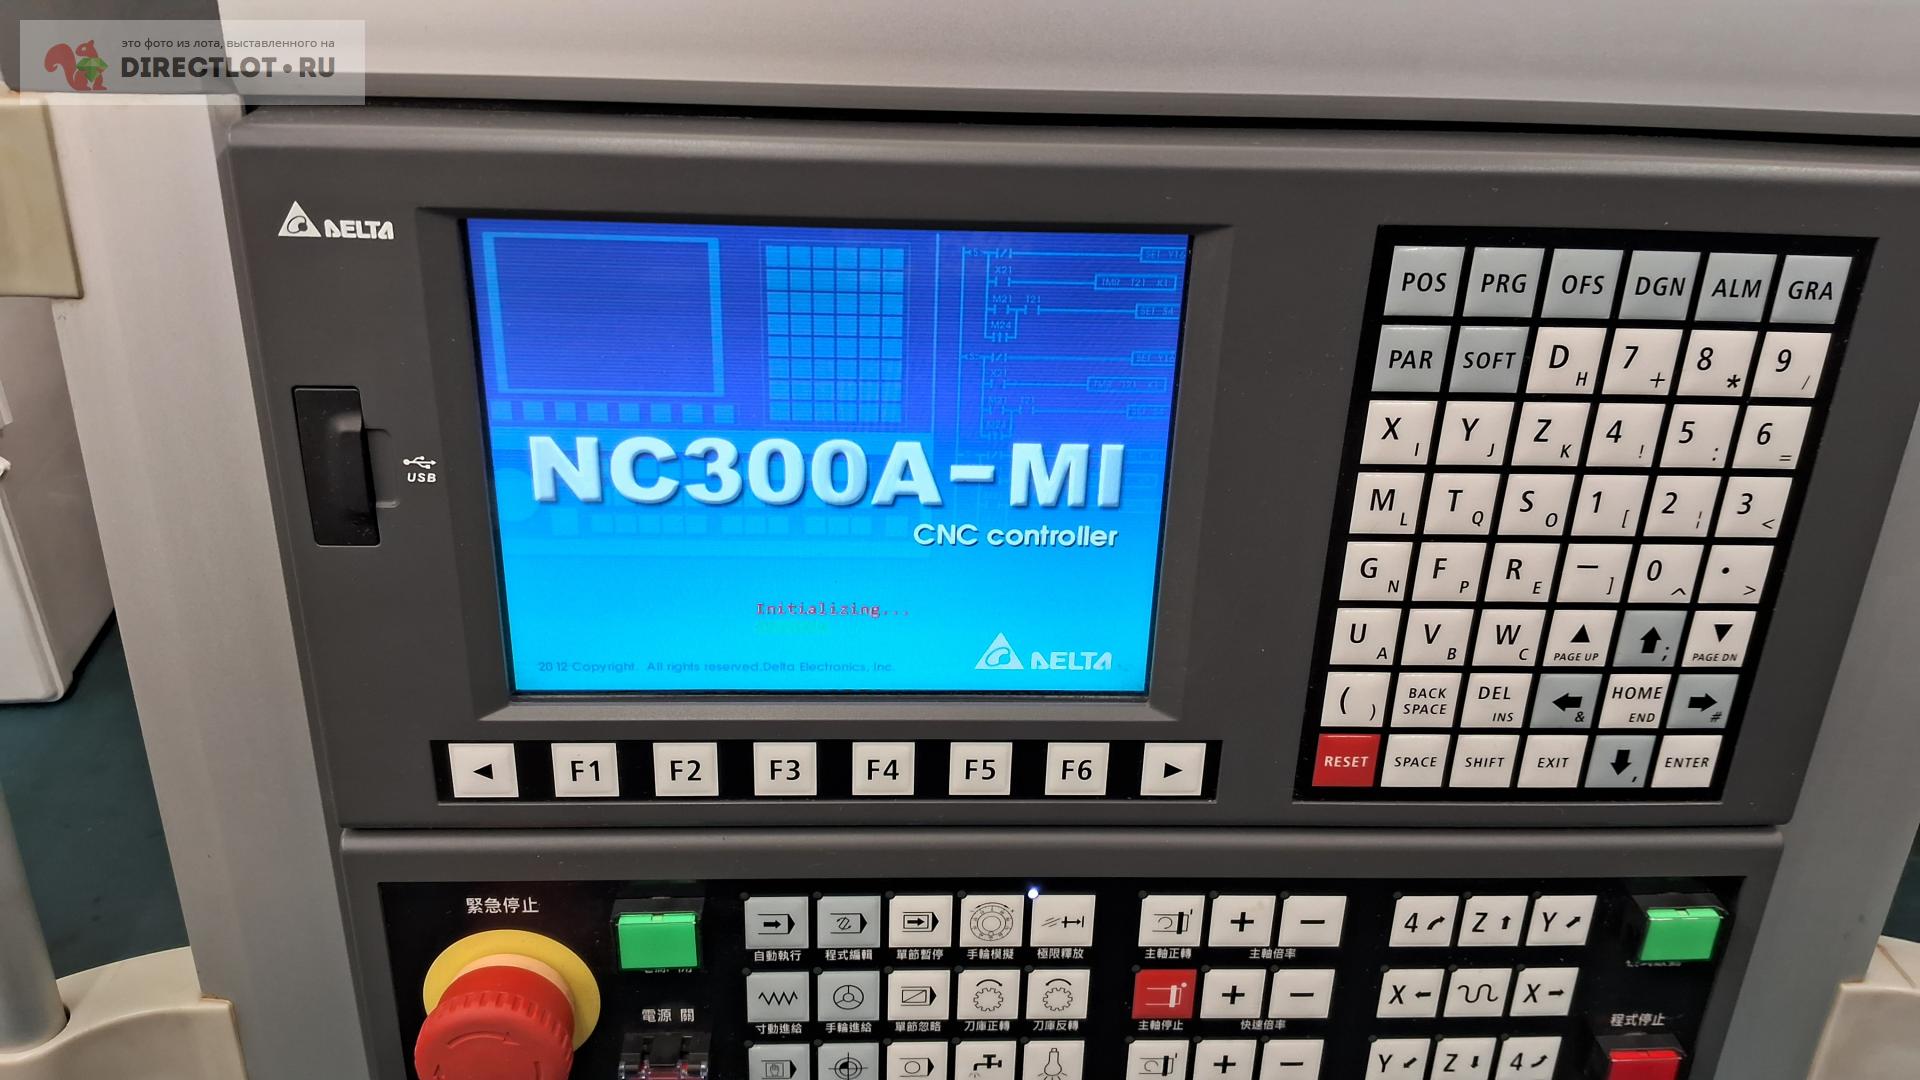 это фото из лота, выставленного на
DIRECTLOT•RU
DELTA
USB
NC300A-MI
CNC controller
Initializing...
2012 Copyright. All rights reserved.Delta Electronics, Inc.
DELTA
POS PRG OFS DGN ALM GRA
PAR SOFT D H 7 + 8 * 9 /
X I Y J Z K 4 ! 5 : 6 =
M L T Q S O 1 [ 2 ¦ 3 <
G N F P R E — ] 0 ^ • >
U A V B W C ▲ PAGE UP ⬆ ; ▼ PAGE DN
( ) BACK SPACE DEL INS ⬅ & HOME END ➡ #
RESET SPACE SHIFT EXIT ⬇ , ENTER
◄ F1 F2 F3 F4 F5 F6 ►
緊急停止
自動執行 程式編輯 單節暫停 手輪模擬 極限釋放
主軸正轉 + − 主軸倍率
4 Z Y
電源 關
寸動進給 手輪進給 單節忽略 刀庫正轉 刀庫反轉
主軸停止 + − 快速倍率
X X
程式停止
+ −
Y Z 4